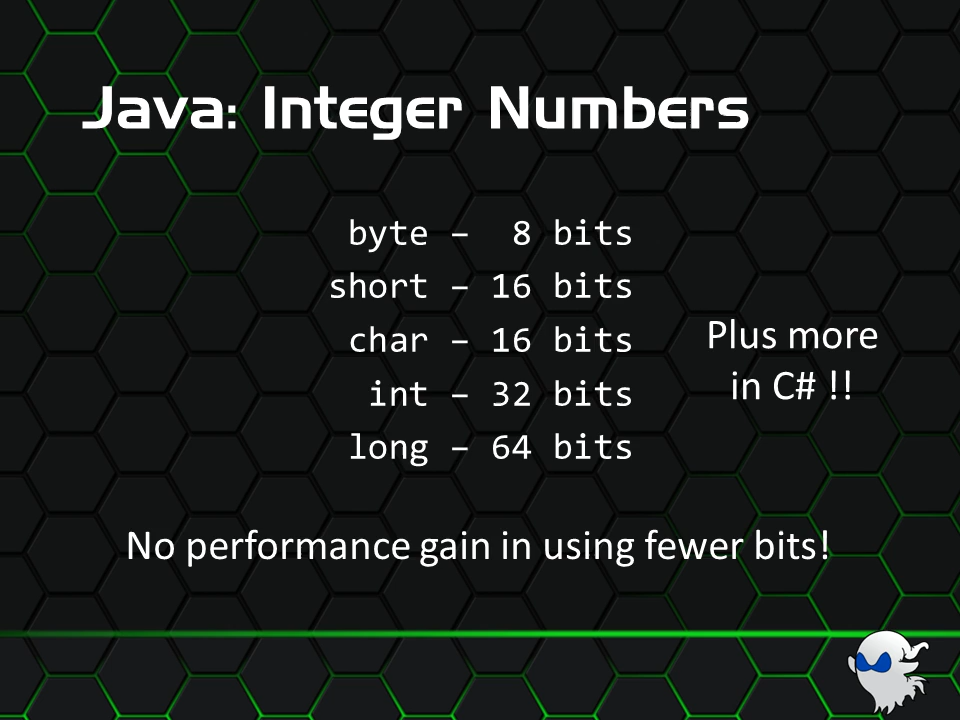 Java: Integer Numbers
byte –  8 bits
short – 16 bits
char – 16 bits
int – 32 bits
long – 64 bits
Plus more
in C# !!
No performance gain in using fewer bits!